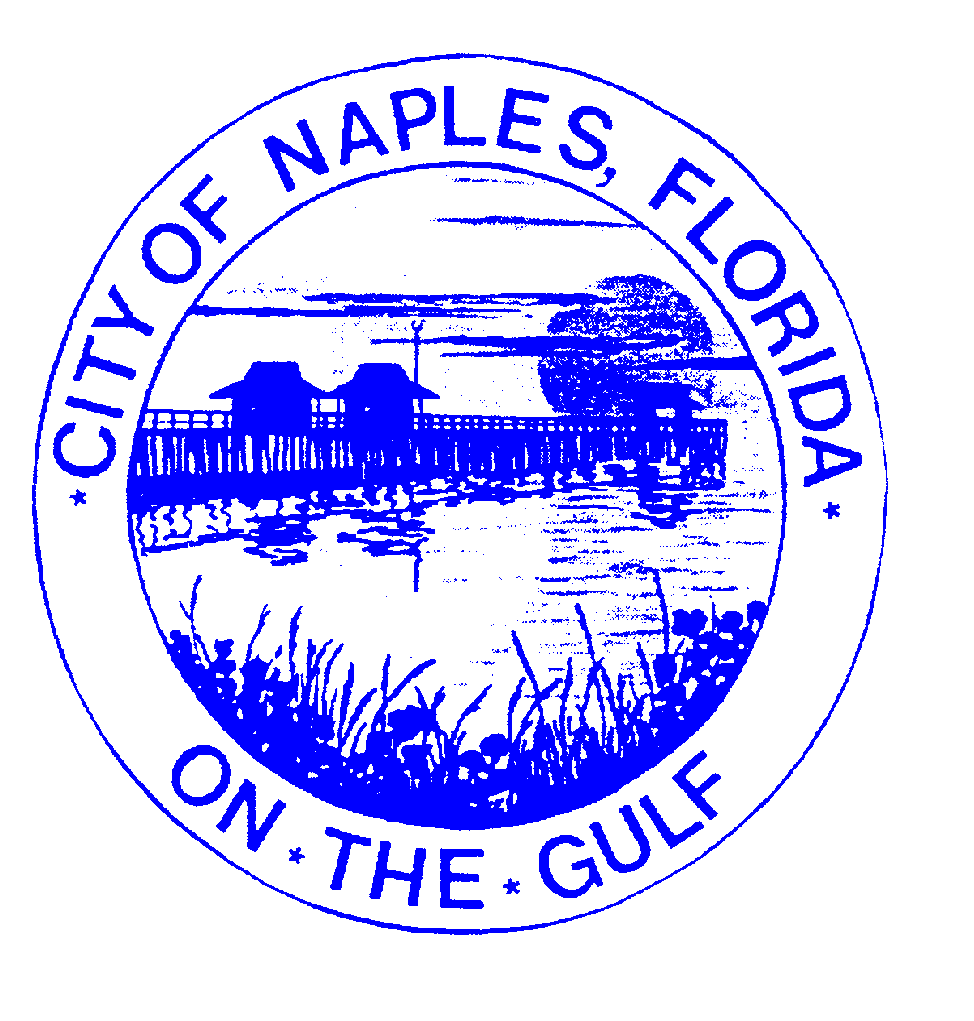 * CITY OF NAPLES, FLORIDA *
ON * THE * GULF